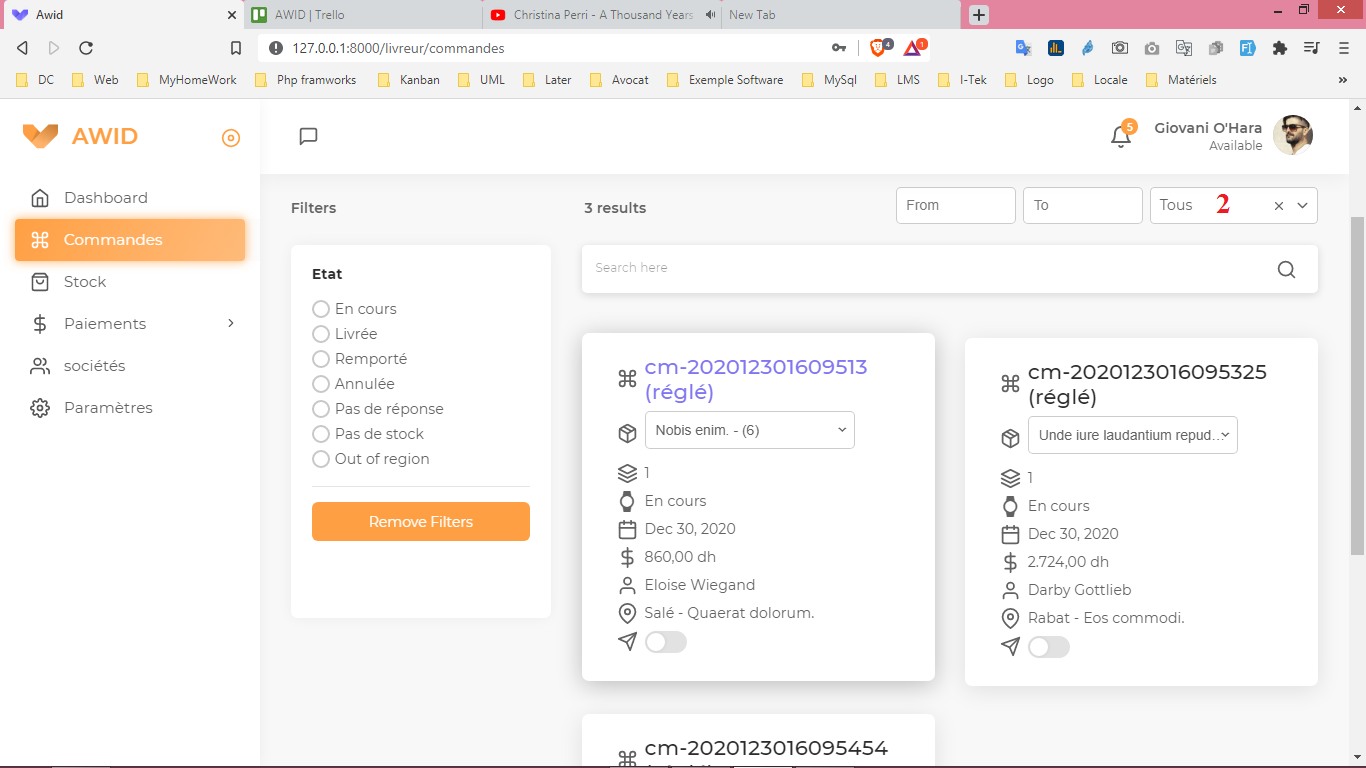 Awid
AWID | Trello
Christina Perri - A Thousand Years
New Tab
127.0.0.1:8000/livreur/commandes
4
1
DC
Web
MyHomeWork
Php framworks
Kanban
UML
Later
Avocat
Exemple Software
MySql
LMS
I-Tek
Logo
Locale
Matériels
»
AWID
5
Giovani O'Hara
Available
Dashboard
Commandes
Stock
Paiements
sociétés
Paramètres
Filters
3 results
From
To
Tous
2
Search here
Etat
En cours
Livrée
Remporté
Annulée
Pas de réponse
Pas de stock
Out of region
Remove Filters
cm-202012301609513
(réglé)
Nobis enim. - (6)
1
En cours
Dec 30, 2020
860,00 dh
Eloise Wiegand
Salé - Quaerat dolorum.
cm-2020123016095325
(réglé)
Unde iure laudantium repud...
1
En cours
Dec 30, 2020
2.724,00 dh
Darby Gottlieb
Rabat - Eos commodi.
cm-2020123016095454